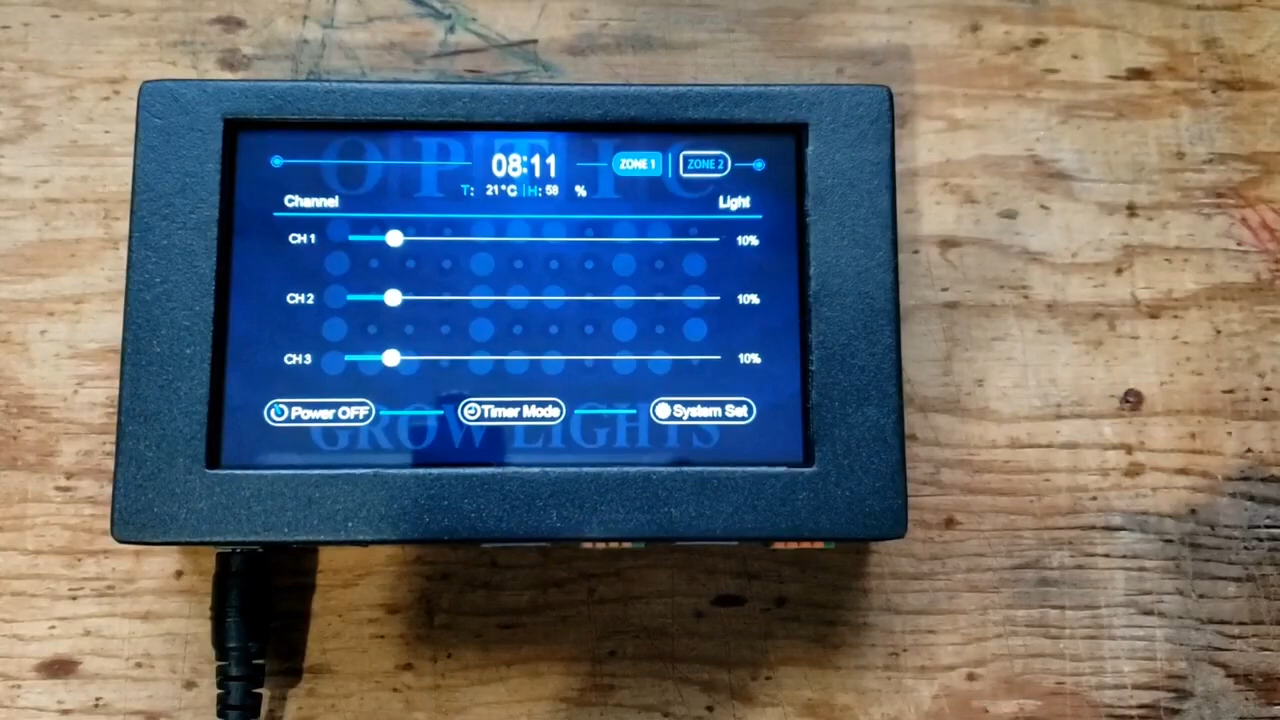 OPTIC
08:11 ZONE 1 ZONE 2
T: 21°C H: 58 %
Channel Light
CH 1 10%
CH 2 10%
CH 3 10%
Power OFF Timer Mode System Set
GROW LIGHTS